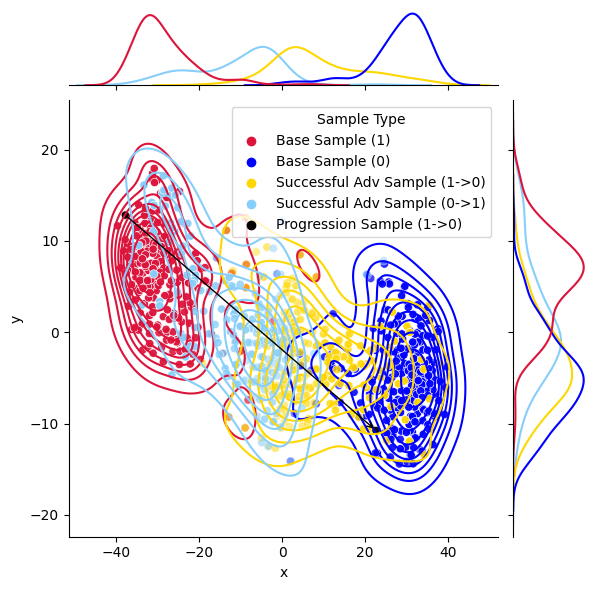 Sample Type
Base Sample (1)
Base Sample (0)
Successful Adv Sample (1->0)
Successful Adv Sample (0->1)
Progression Sample (1->0)
20
10
0
−10
−20
y
−40
−20
0
20
40
x